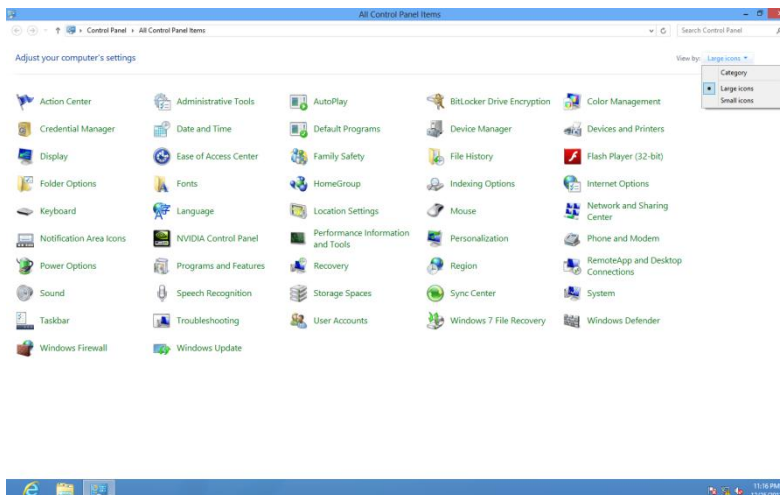 All Control Panel Items
Control Panel All Control Panel Items
Search Control Panel
Adjust your computer's settings
View by: Large icons
Category
Large icons
Small icons
Action Center
Administrative Tools
AutoPlay
BitLocker Drive Encryption
Color Management
Credential Manager
Date and Time
Default Programs
Device Manager
Devices and Printers
Display
Ease of Access Center
Family Safety
File History
Flash Player (32-bit)
Folder Options
Fonts
HomeGroup
Indexing Options
Internet Options
Keyboard
Language
Location Settings
Mouse
Network and Sharing
Center
Notification Area Icons
NVIDIA Control Panel
Performance Information
and Tools
Personalization
Phone and Modem
Power Options
Programs and Features
Recovery
Region
RemoteApp and Desktop
Connections
Sound
Speech Recognition
Storage Spaces
Sync Center
System
Taskbar
Troubleshooting
User Accounts
Windows 7 File Recovery
Windows Defender
Windows Firewall
Windows Update
11:16 PM